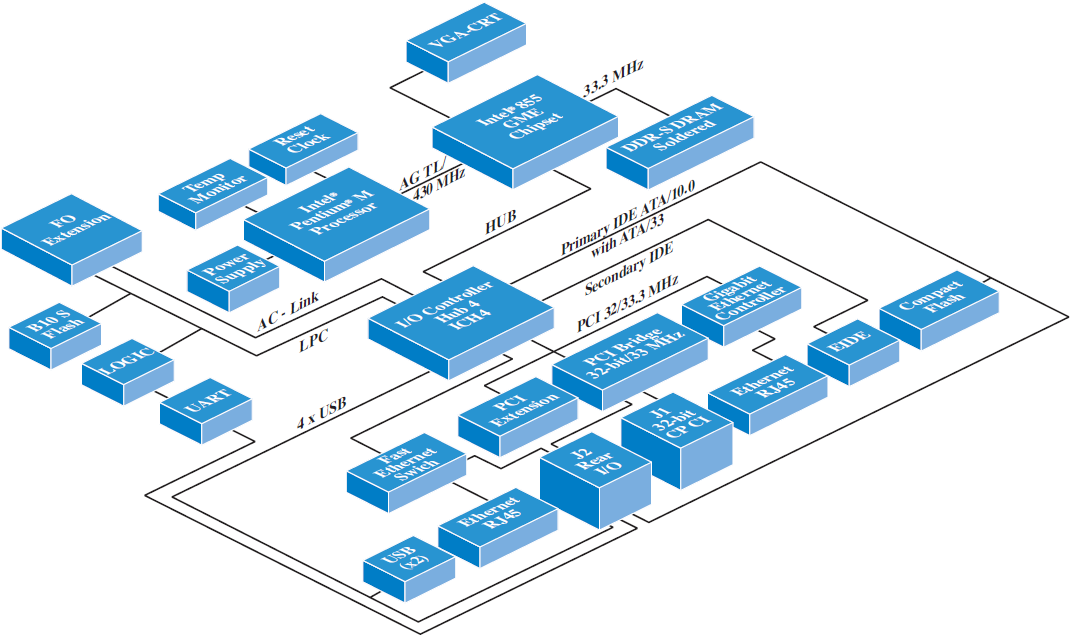 VGA-CRT
Intel® 855
GME
Chipset
33.3 MHz
DDR-S DRAM
Soldered
Reset
Clock
Temp
Monitor
Intel®
Pentium® M
Processor
AG TL/
430 MHz
FO
Extension
Power
Supply
HUB
Primary IDE ATA/10.0
with ATA/33
Secondary IDE
PCI 32/33.3 MHz
AC - Link
LPC
I/O Controller
Hub 4
ICH4
Gigabit
Ethernet
Controller
Compact
Flash
B10 S
Flash
LOGIC
UART
4 x USB
PCI Bridge
32-bit/33 MHz
EIDE
Ethernet
RJ45
PCI
Extension
J1
32-bit
CP CI
Fast
Ethernet
Swich
J2
Rear
I/O
Ethernet
RJ45
USB
(x2)